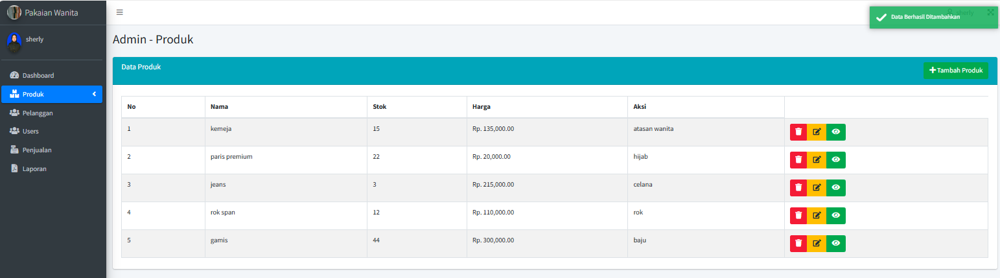 Pakaian Wanita
sherly
Data Berhasil Ditambahkan
sherly
Admin - Produk
Dashboard
Produk
Pelanggan
Users
Penjualan
Laporan
Data Produk
Tambah Produk
No Nama Stok Harga Aksi
1 kemeja 15 Rp. 135,000.00 atasan wanita
2 paris premium 22 Rp. 20,000.00 hijab
3 jeans 3 Rp. 215,000.00 celana
4 rok span 12 Rp. 110,000.00 rok
5 gamis 44 Rp. 300,000.00 baju